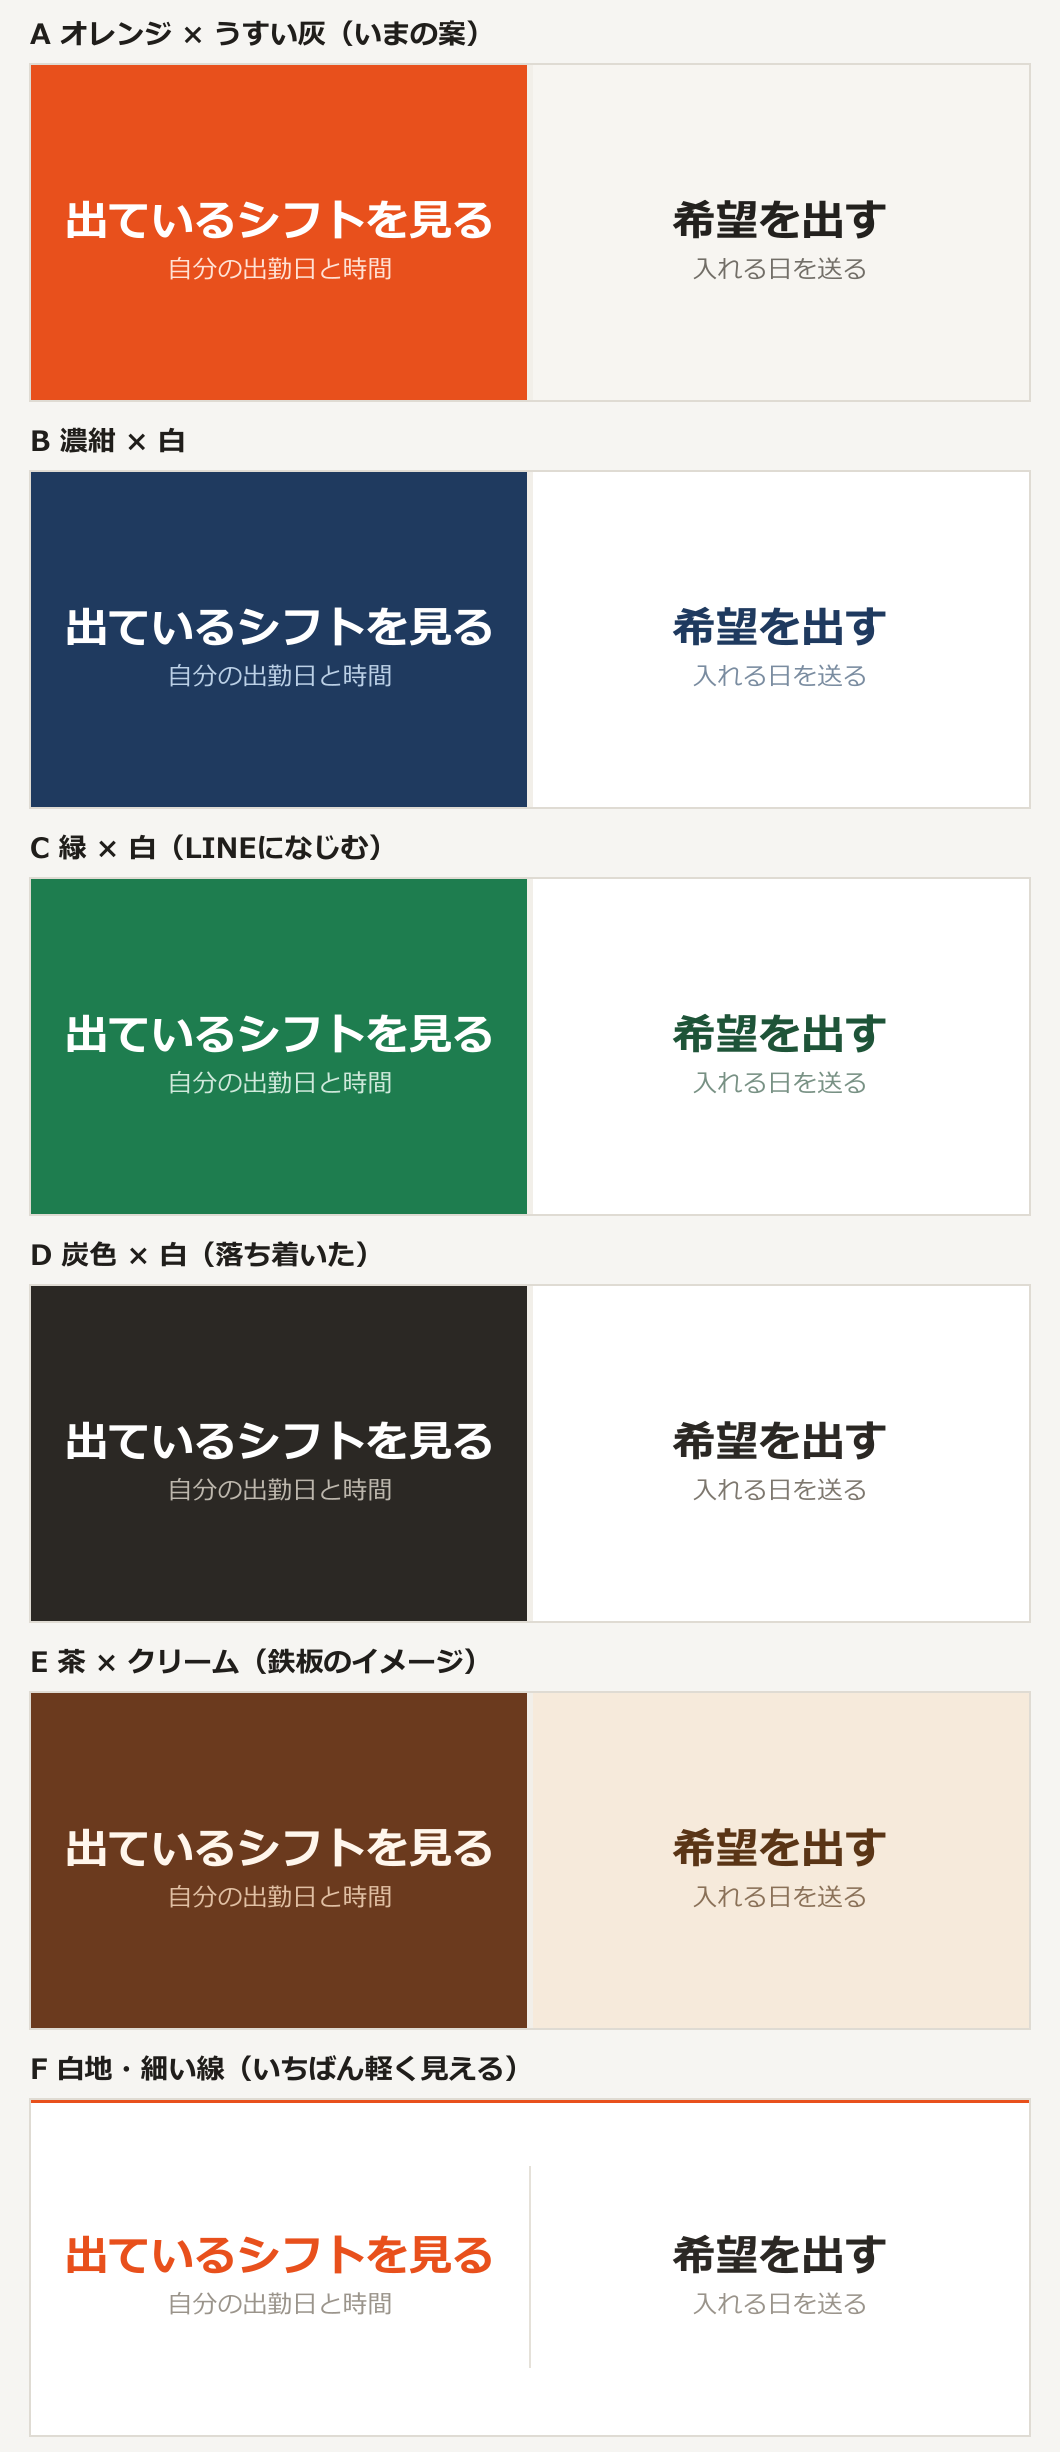 A オレンジ × うすい灰（いまの案）
出ているシフトを見る
自分の出勤日と時間
希望を出す
入れる日を送る
B 濃紺 × 白
出ているシフトを見る
自分の出勤日と時間
希望を出す
入れる日を送る
C 緑 × 白（LINEになじむ）
出ているシフトを見る
自分の出勤日と時間
希望を出す
入れる日を送る
D 炭色 × 白（落ち着いた）
出ているシフトを見る
自分の出勤日と時間
希望を出す
入れる日を送る
E 茶 × クリーム（鉄板のイメージ）
出ているシフトを見る
自分の出勤日と時間
希望を出す
入れる日を送る
F 白地・細い線（いちばん軽く見える）
出ているシフトを見る
自分の出勤日と時間
希望を出す
入れる日を送る